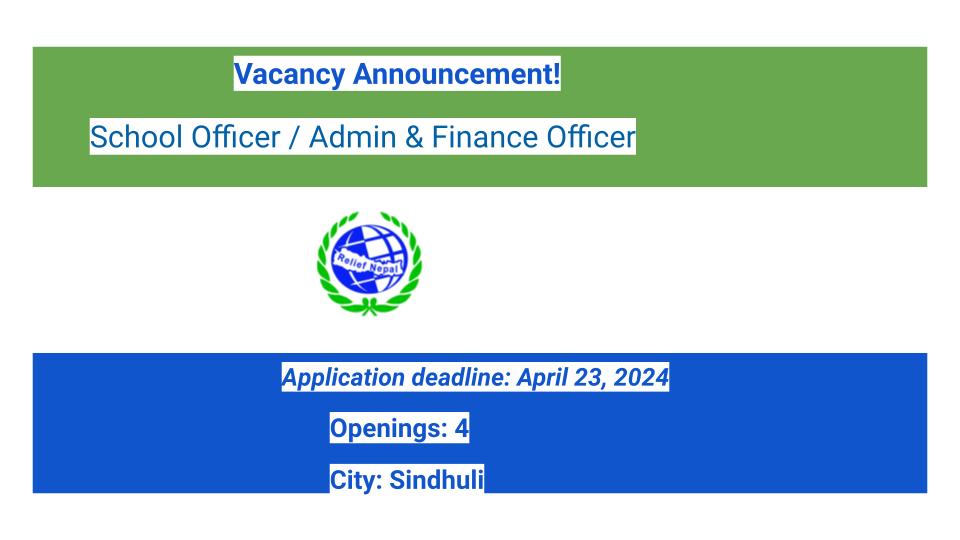 Vacancy Announcement!
School Officer / Admin & Finance Officer
Relief Nepal
Application deadline: April 23, 2024
Openings: 4
City: Sindhuli